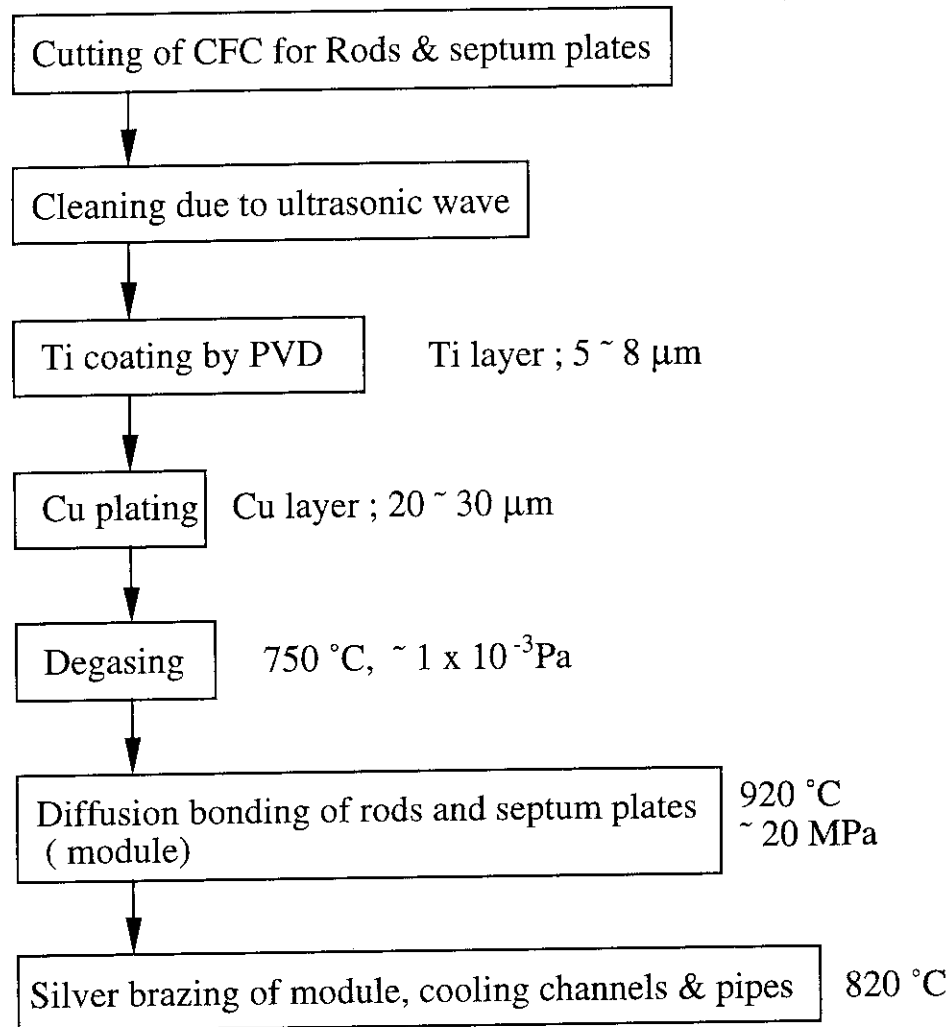 Cutting of CFC for Rods & septum plates
Cleaning due to ultrasonic wave
Ti coating by PVD
Ti layer ; 5 ~ 8 μm
Cu plating
Cu layer ; 20 ~ 30 μm
Degasing
750 °C, ~ 1 x 10⁻³Pa
Diffusion bonding of rods and septum plates
( module)
920 °C
~ 20 MPa
Silver brazing of module, cooling channels & pipes
820 °C